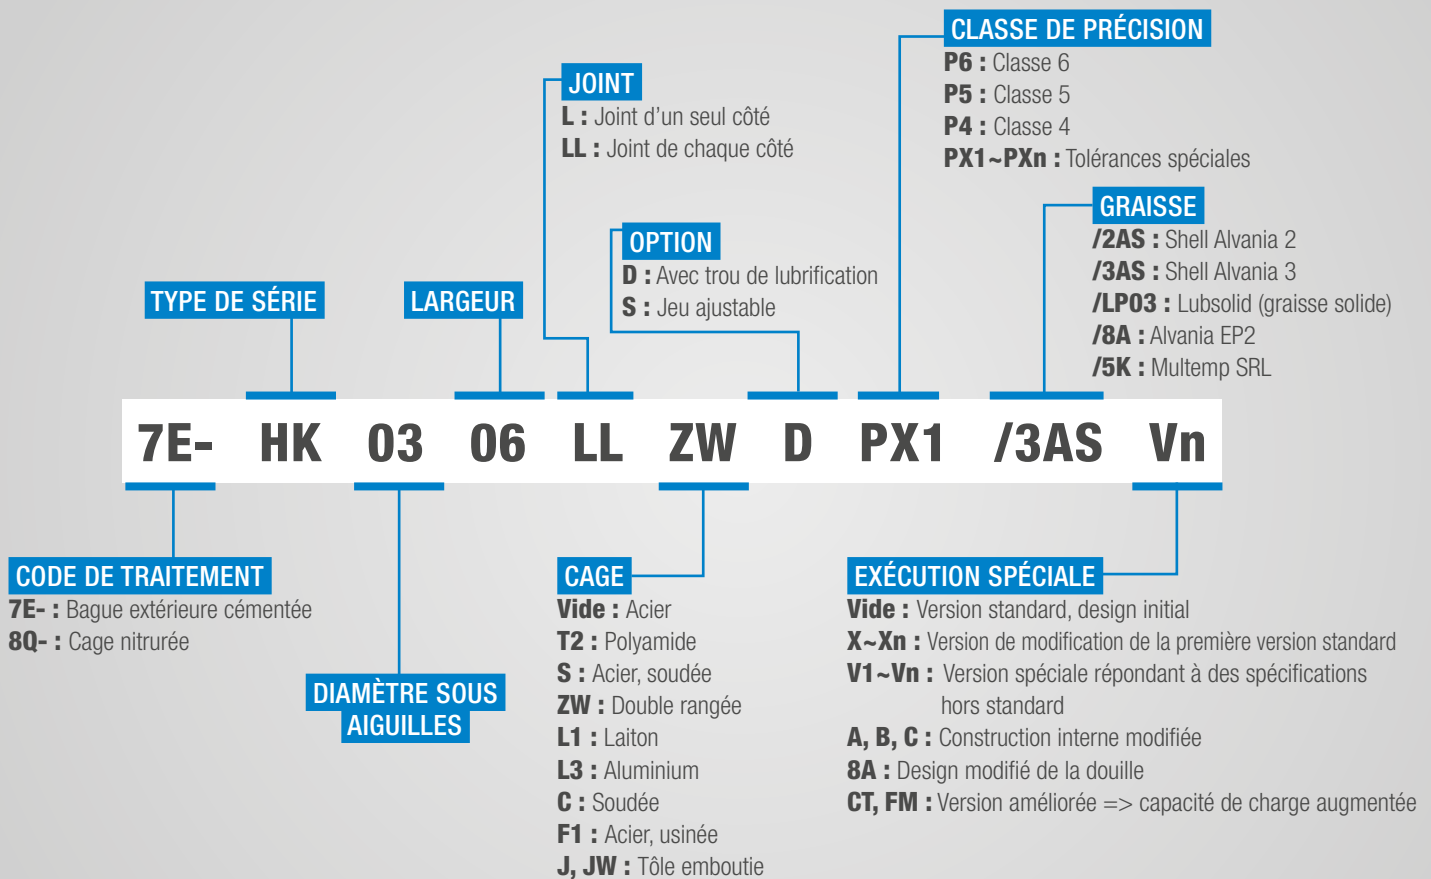 CLASSE DE PRÉCISION
P6 : Classe 6
P5 : Classe 5
P4 : Classe 4
PX1~PXn : Tolérances spéciales
JOINT
L : Joint d'un seul côté
LL : Joint de chaque côté
GRAISSE
/2AS : Shell Alvania 2
/3AS : Shell Alvania 3
/LP03 : Lubsolid (graisse solide)
/8A : Alvania EP2
/5K : Multemp SRL
OPTION
D : Avec trou de lubrification
S : Jeu ajustable
TYPE DE SÉRIE
LARGEUR
7E- HK 03 06 LL ZW D PX1 /3AS Vn
CODE DE TRAITEMENT
7E- : Bague extérieure cémentée
8Q- : Cage nitrurée
DIAMÈTRE SOUS
AIGUILLES
CAGE
Vide : Acier
T2 : Polyamide
S : Acier, soudée
ZW : Double rangée
L1 : Laiton
L3 : Aluminium
C : Soudée
F1 : Acier, usinée
J, JW : Tôle emboutie
EXÉCUTION SPÉCIALE
Vide : Version standard, design initial
X~Xn : Version de modification de la première version standard
V1~Vn : Version spéciale répondant à des spécifications
hors standard
A, B, C : Construction interne modifiée
8A : Design modifié de la douille
CT, FM : Version améliorée => capacité de charge augmentée